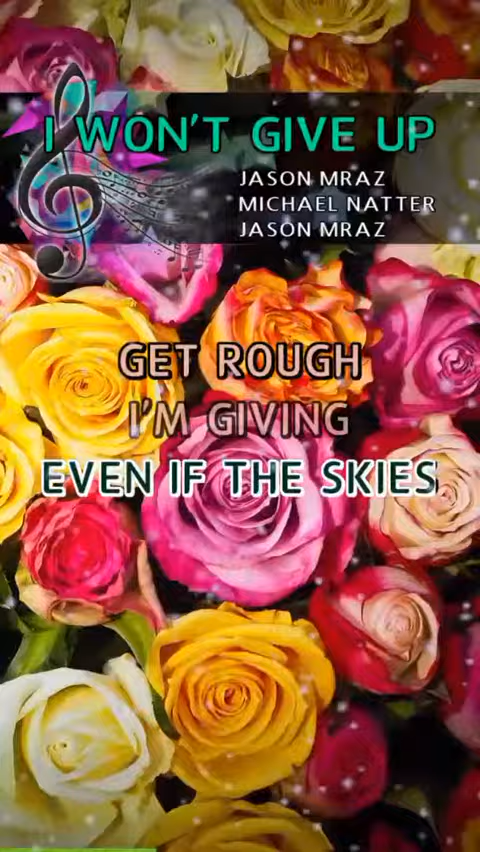 I WON'T GIVE UP
JASON MRAZ
MICHAEL NATTER
JASON MRAZ
GET ROUGH
I'M GIVING
EVEN IF THE SKIES